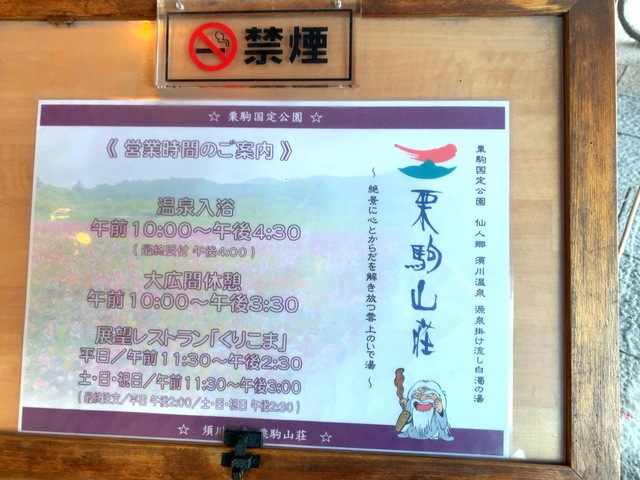 禁煙
☆ 栗駒国定公園 ☆
《 営業時間のご案内 》
温泉入浴
午前10:00～午後4:30
( 最終受付 午後4:00 )
大広間休憩
午前10:00～午後3:30
展望レストラン「くりこま」
平日／午前11:30～午後2:30
土・日・祝日／午前11:30～午後3:00
( 最終注文／平日 午後2:00／土・日・祝日 午後2:30 )
栗駒国定公園 仙人郷 須川温泉 源泉掛け流し白濁の湯
栗駒山荘
～ 絶景に心とからだを解き放つ雲上のいで湯 ～
☆ 須川 栗駒山荘 ☆